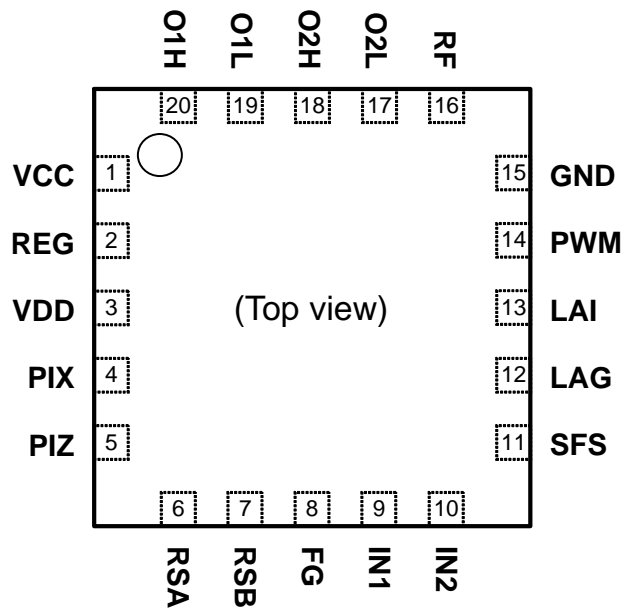 O1H O1L O2H O2L RF
20 19 18 17 16
VCC 1 15 GND
REG 2 14 PWM
VDD 3 (Top view) 13 LAI
PIX 4 12 LAG
PIZ 5 11 SFS
6 7 8 9 10
RSA RSB FG IN1 IN2